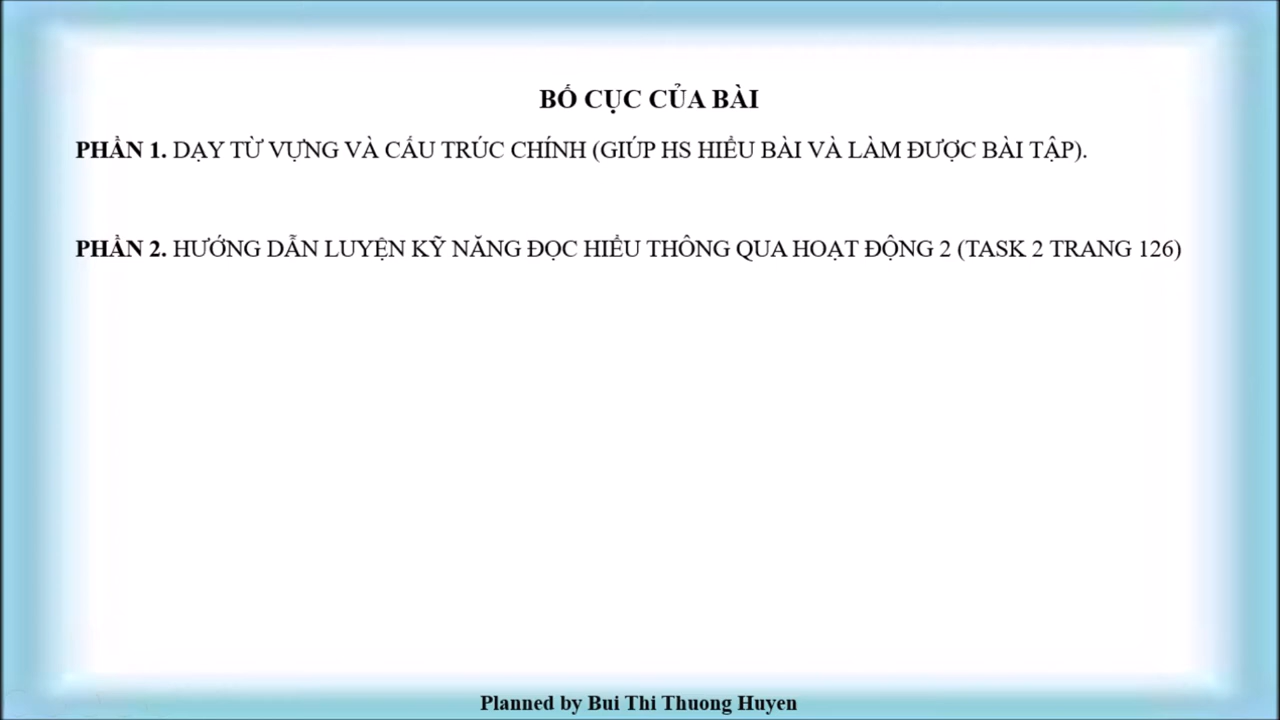 BỐ CỤC CỦA BÀI
PHẦN 1. DẠY TỪ VỰNG VÀ CẤU TRÚC CHÍNH (GIÚP HS HIỂU BÀI VÀ LÀM ĐƯỢC BÀI TẬP).
PHẦN 2. HƯỚNG DẪN LUYỆN KỸ NĂNG ĐỌC HIỂU THÔNG QUA HOẠT ĐỘNG 2 (TASK 2 TRANG 126)
Planned by Bui Thi Thuong Huyen